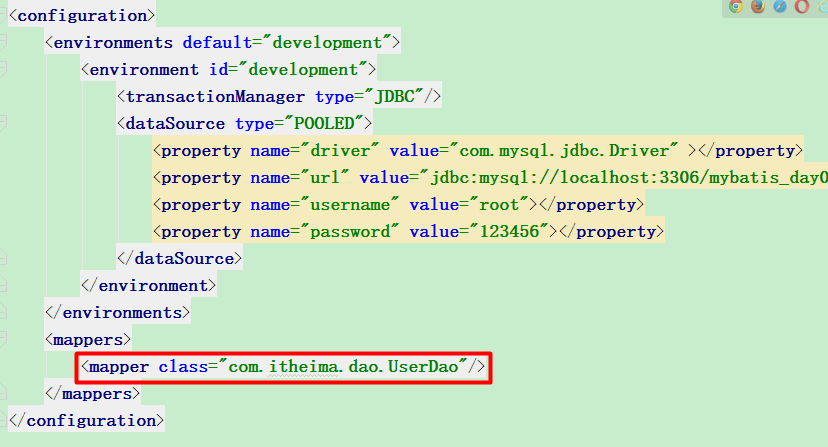 <configuration>
<environments default="development">
<environment id="development">
<transactionManager type="JDBC"/>
<dataSource type="POOLED">
<property name="driver" value="com.mysql.jdbc.Driver" ></property>
<property name="url" value="jdbc:mysql://localhost:3306/mybatis_day0
<property name="username" value="root"></property>
<property name="password" value="123456"></property>
</dataSource>
</environment>
</environments>
<mappers>
<mapper class="com.itheima.dao.UserDao"/>
</mappers>
</configuration>